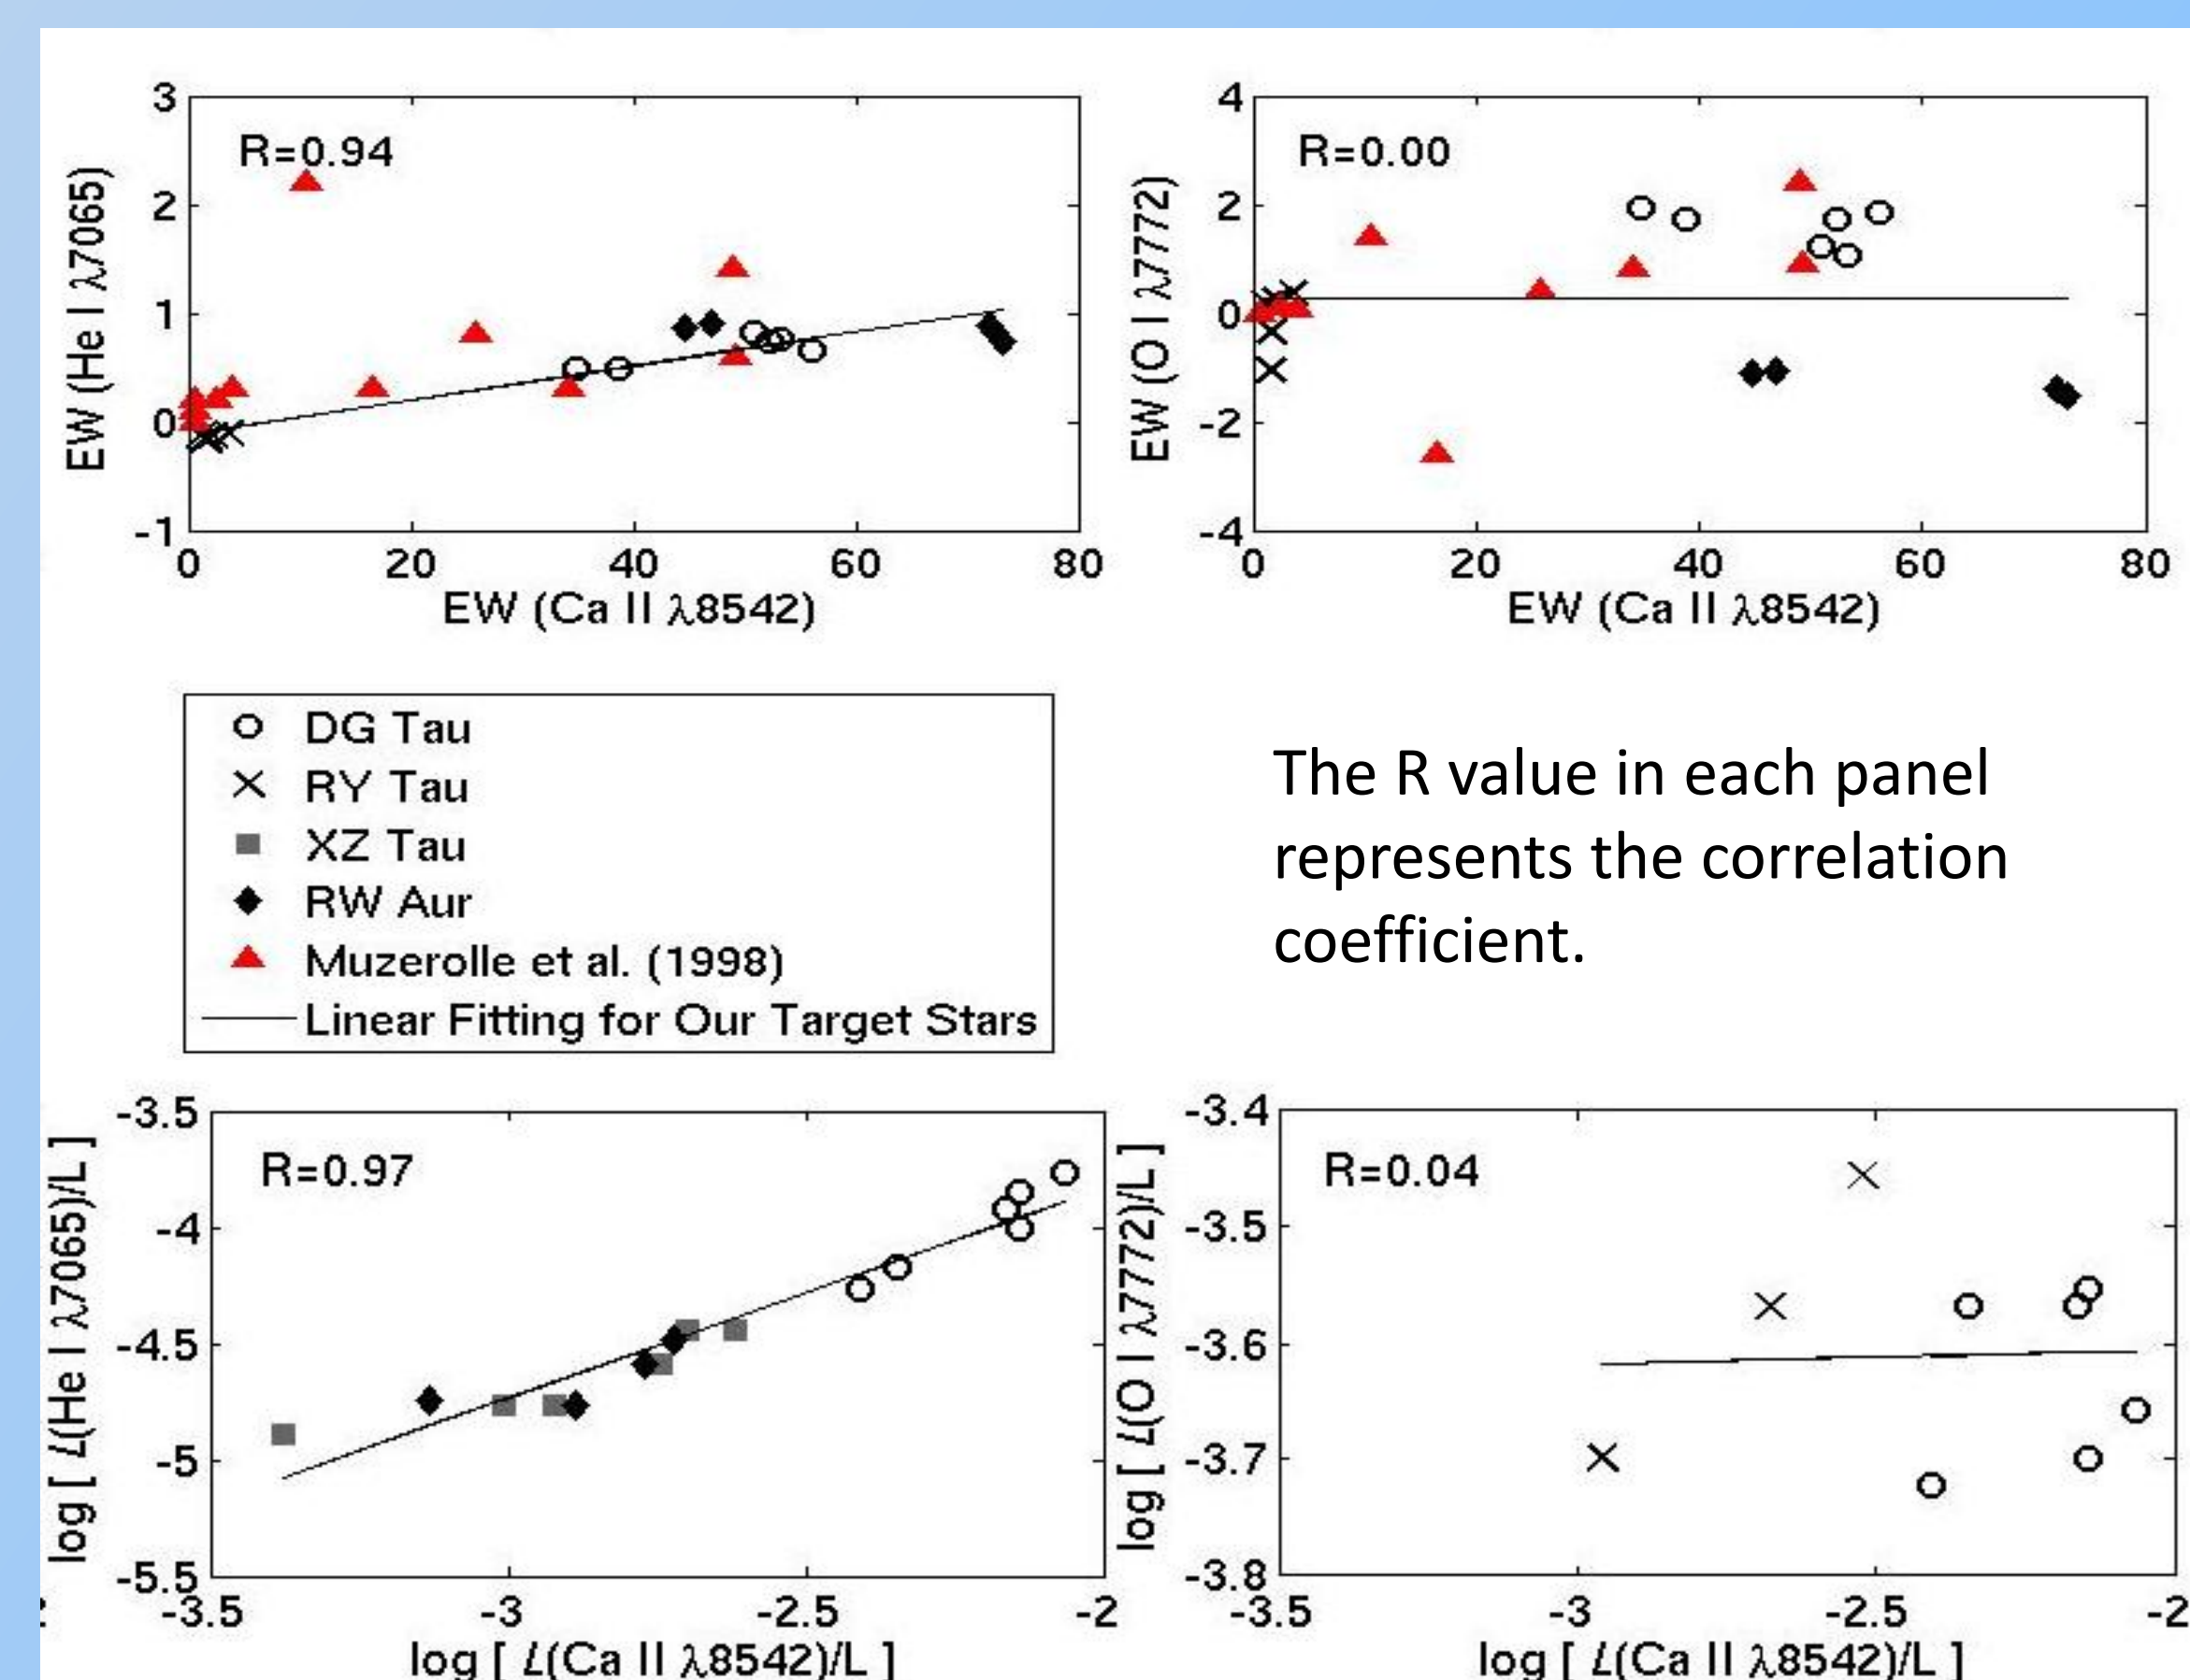 3
2
1
0
-1
R=0.94
EW (He I λ7065)
0 20 40 60 80
EW (Ca II λ8542)
4
2
0
-2
-4
R=0.00
EW (O I λ7772)
0 20 40 60 80
EW (Ca II λ8542)
DG Tau
RY Tau
XZ Tau
RW Aur
Muzerolle et al. (1998)
Linear Fitting for Our Target Stars
The R value in each panel
represents the correlation
coefficient.
-3.5
-4
-4.5
-5
-5.5
R=0.97
log [ L(He I λ7065)/L ]
-3.5 -3 -2.5 -2
log [ L(Ca II λ8542)/L ]
-3.4
-3.5
-3.6
-3.7
-3.8
R=0.04
log [ L(O I λ7772)/L ]
-3.5 -3 -2.5 -2
log [ L(Ca II λ8542)/L ]